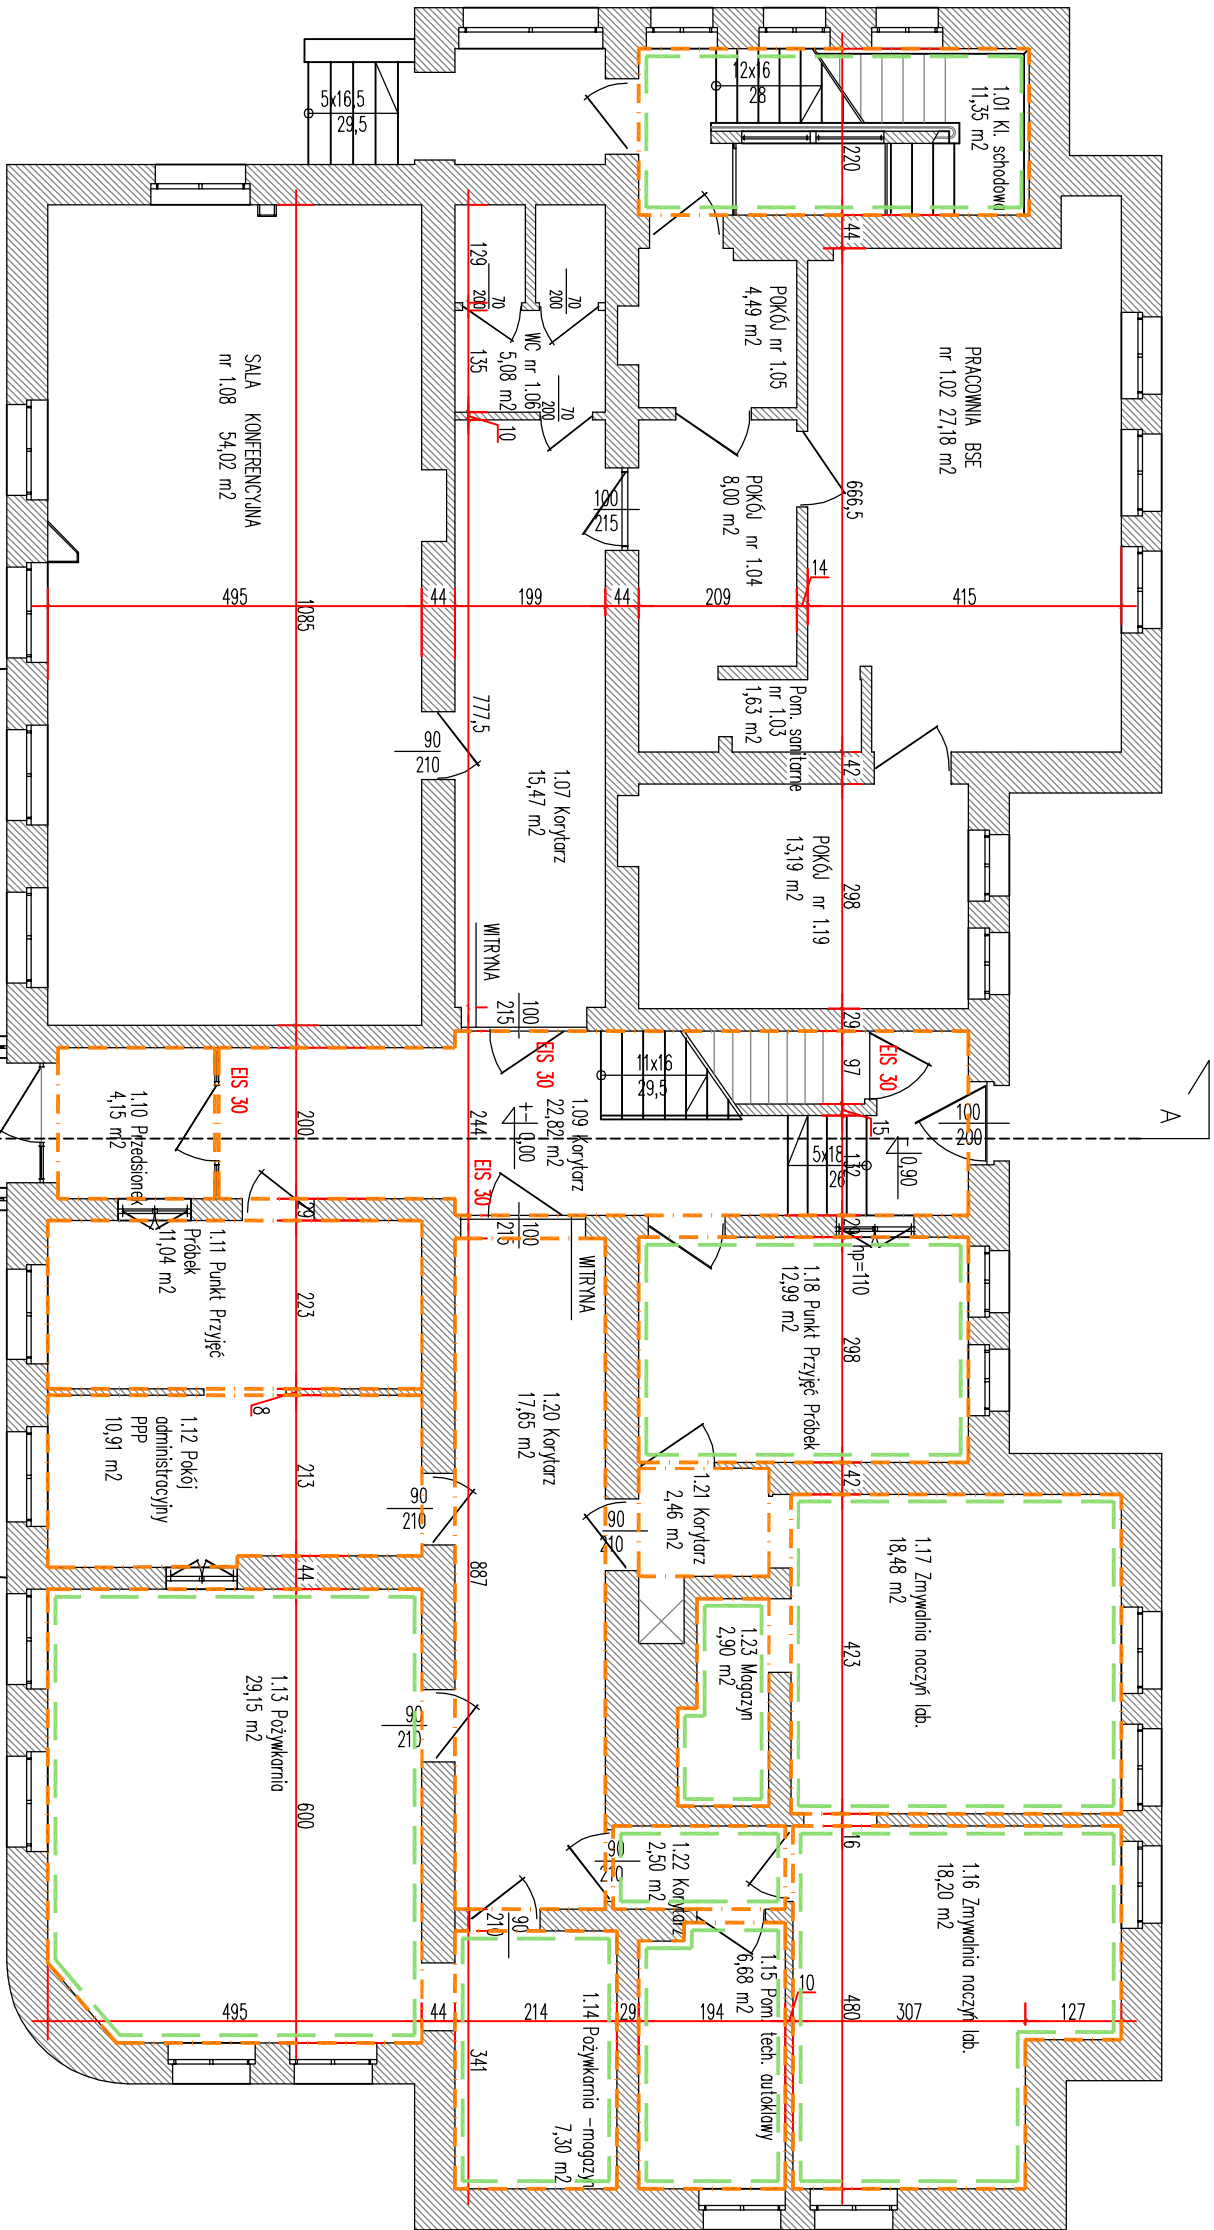 1.01 Kl. schodowa
11,35 m2
12x16
28
5x16,5
29,5
220
44
PRACOWNIA BSE
nr 1.02 27,18 m2
POKÓJ nr 1.05
4,49 m2
POKÓJ nr 1.04
8,00 m2
Pom. sanitarne
nr 1.03
1,63 m2
WC nr 1.06
5,08 m2
129
70
200
70
200
135
70
200
10
100
215
666,5
14
SALA KONFERENCYJNA
nr 1.08 54,02 m2
495
1085
44
199
44
209
415
777,5
90
210
42
1.07 Korytarz
15,47 m2
POKÓJ nr 1.19
13,19 m2
298
WITRYNA
100
215
29
EIS 30
EIS 30
EIS 30
EIS 30
11x16
29,5
97
15
100
200
A
0,90
5x18
26
132
1.09 Korytarz
22,82 m2
+- 0,00
244
200
1.10 Przedsionek
4,15 m2
29
29
hp=110
100
215
WITRYNA
1.11 Punkt Przyjęć
Próbek
11,04 m2
223
8
1.12 Pokój
administracyjny
PPP
10,91 m2
213
90
210
44
1.18 Punkt Przyjęć Próbek
12,99 m2
298
42
1.20 Korytarz
17,65 m2
1.21 Korytarz
2,46 m2
90
210
887
1.17 Zmywalnia naczyń lab.
18,48 m2
423
1.23 Magazyn
2,90 m2
1.13 Pożywkarnia
29,15 m2
90
210
600
16
1.22 Korytarz
2,50 m2
90
210
90
210
1.16 Zmywalnia naczyń lab.
18,20 m2
1.15 Pom. tech. autoklawy
6,68 m2
1.14 Pożywkarnia -magazyn
7,30 m2
10
480
341
495
44
214
29
194
307
127